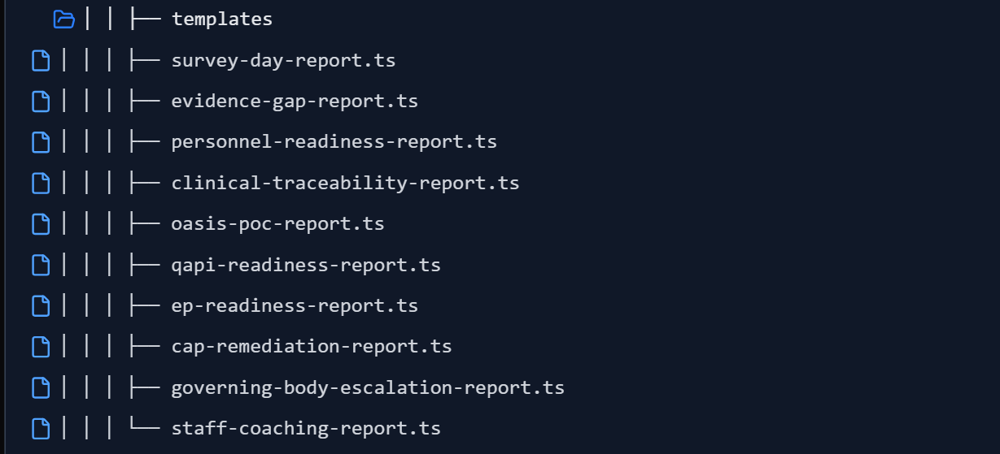 │ │ ├── templates
│ │ │ ├── survey-day-report.ts
│ │ │ ├── evidence-gap-report.ts
│ │ │ ├── personnel-readiness-report.ts
│ │ │ ├── clinical-traceability-report.ts
│ │ │ ├── oasis-poc-report.ts
│ │ │ ├── qapi-readiness-report.ts
│ │ │ ├── ep-readiness-report.ts
│ │ │ ├── cap-remediation-report.ts
│ │ │ ├── governing-body-escalation-report.ts
│ │ │ └── staff-coaching-report.ts